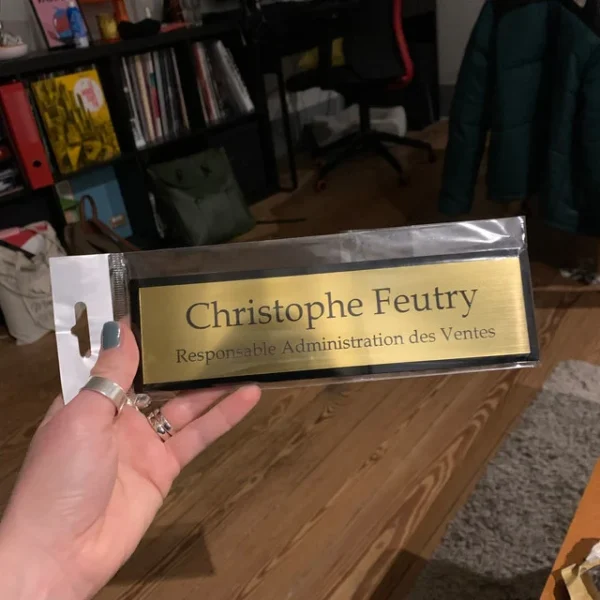 Christophe Feutry
Responsable Administration des Ventes